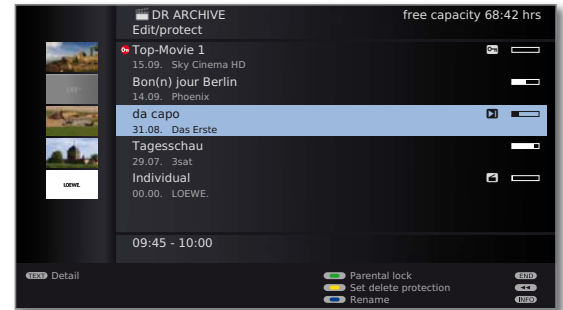 DR ARCHIVE free capacity 68:42 hrs
Edit/protect
Top-Movie 1
15.09. Sky Cinema HD
Bon(n) jour Berlin
14.09. Phoenix
da capo
31.08. Das Erste
Tagesschau
29.07. 3sat
Individual
00.00. LOEWE.
LOEWE.
09:45 - 10:00
TEXT Detail
Parental lock END
Set delete protection
Rename INFO